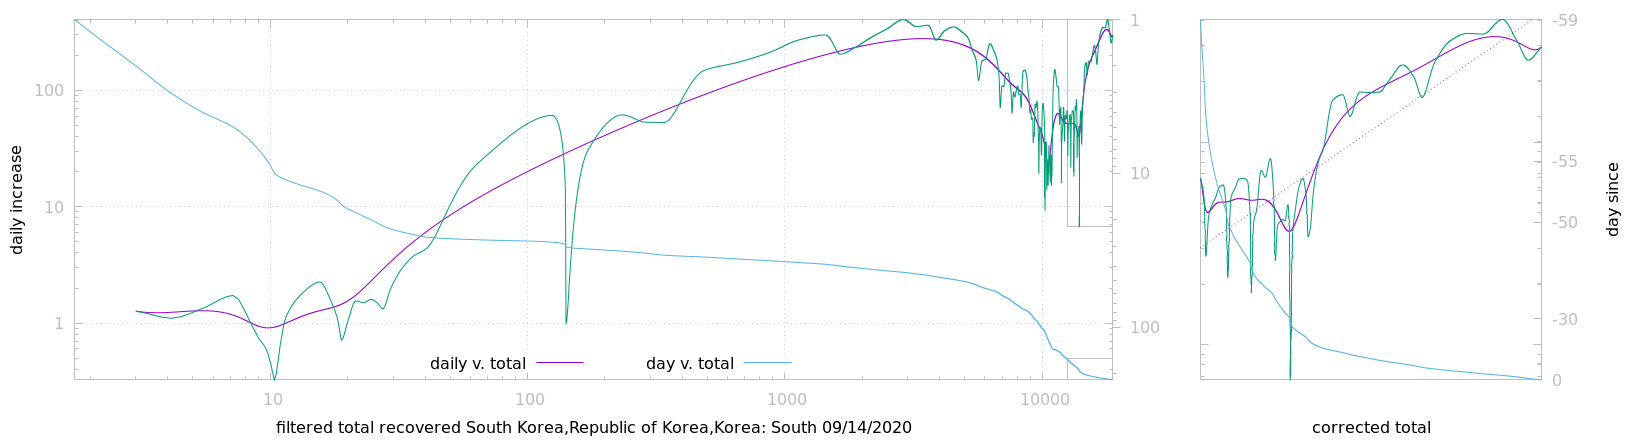 daily increase
100
10
1
daily v. total
day v. total
10
100
1000
10000
1
10
100
filtered total recovered South Korea,Republic of Korea,Korea: South 09/14/2020
-59
-55
-50
-30
0
day since
corrected total